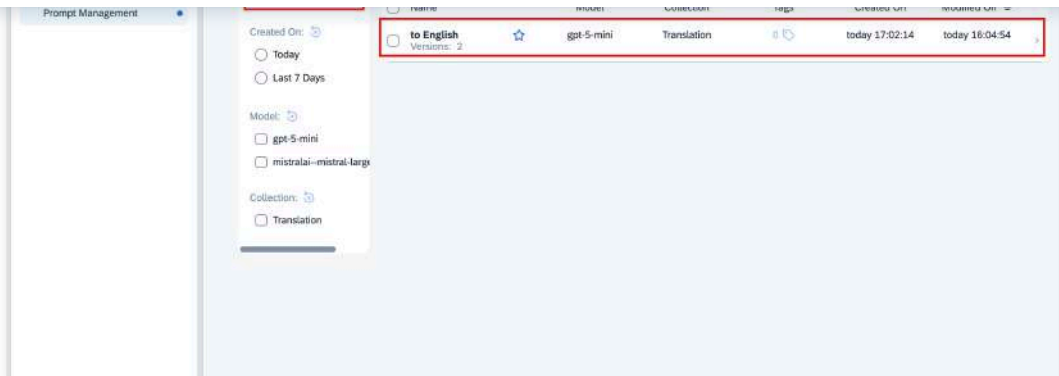 Prompt Management
Name Model Collection Tags Created On Modified On
Created On:
Today
Last 7 Days
Model:
gpt-5-mini
mistralai--mistral-large
Collection:
Translation
to English gpt-5-mini Translation 0 today 17:02:14 today 16:04:54
Versions: 2